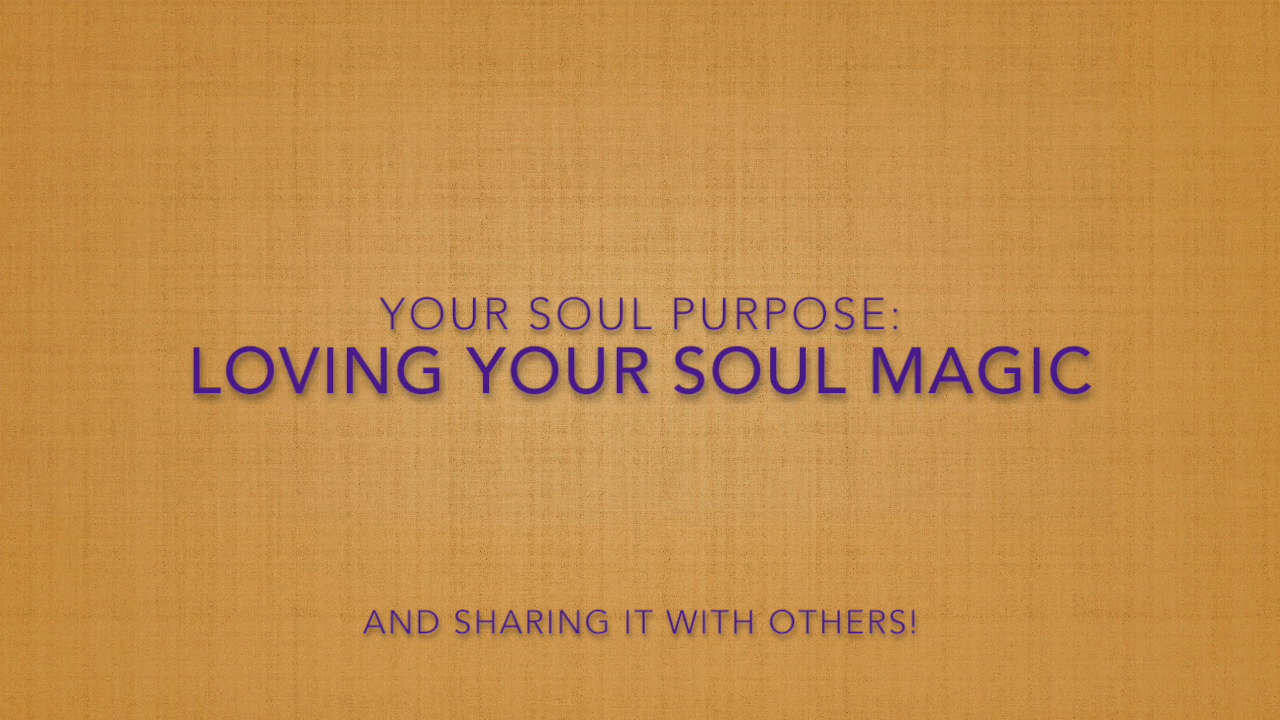 YOUR SOUL PURPOSE:
LOVING YOUR SOUL MAGIC
AND SHARING IT WITH OTHERS!